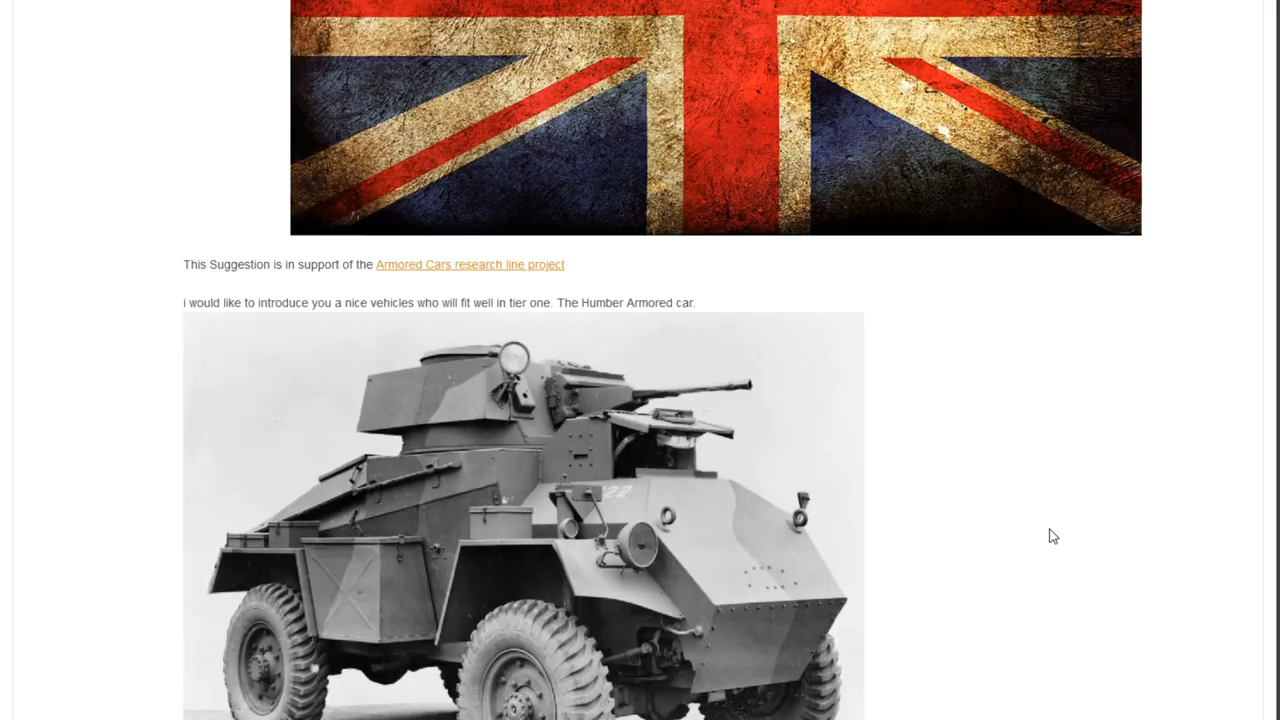 This Suggestion is in support of the Armored Cars research line project
i would like to introduce you a nice vehicles who will fit well in tier one. The Humber Armored car.
22